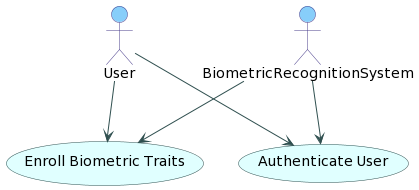 User
BiometricRecognitionSystem
Enroll Biometric Traits
Authenticate User